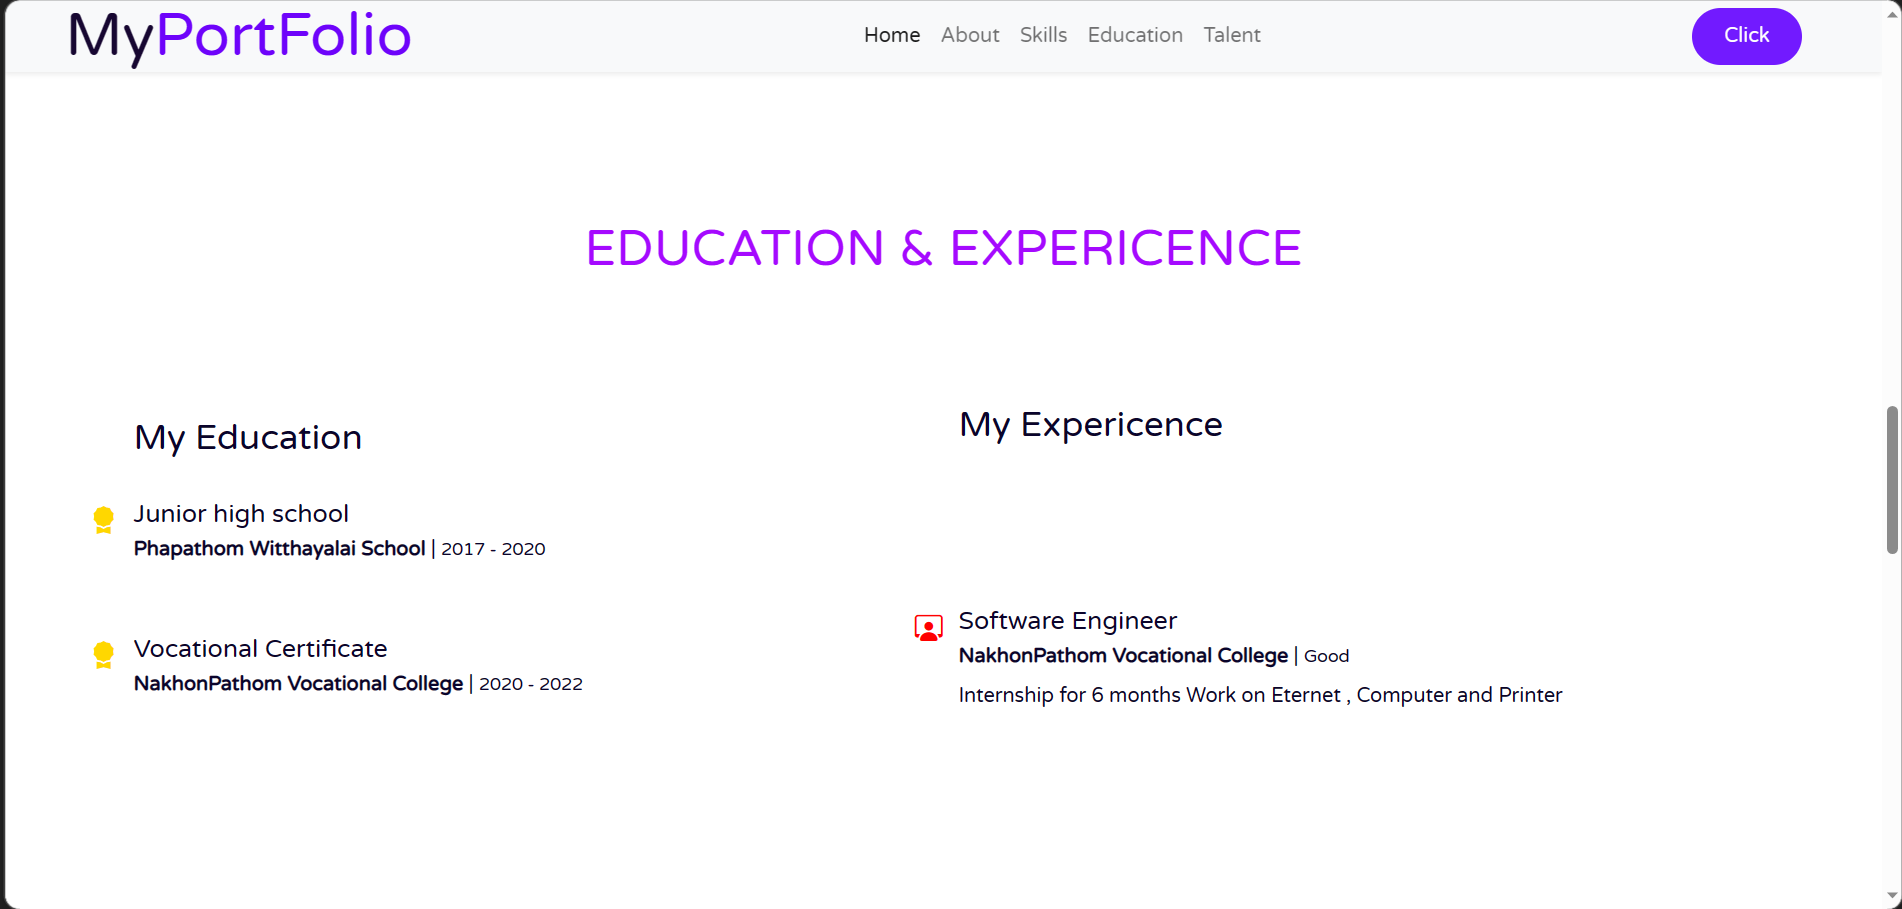 MyPortFolio
Home About Skills Education Talent
Click
EDUCATION & EXPERICENCE
My Education
Junior high school
Phapathom Witthayalai School | 2017 - 2020
Vocational Certificate
NakhonPathom Vocational College | 2020 - 2022
My Expericence
Software Engineer
NakhonPathom Vocational College | Good
Internship for 6 months Work on Eternet , Computer and Printer